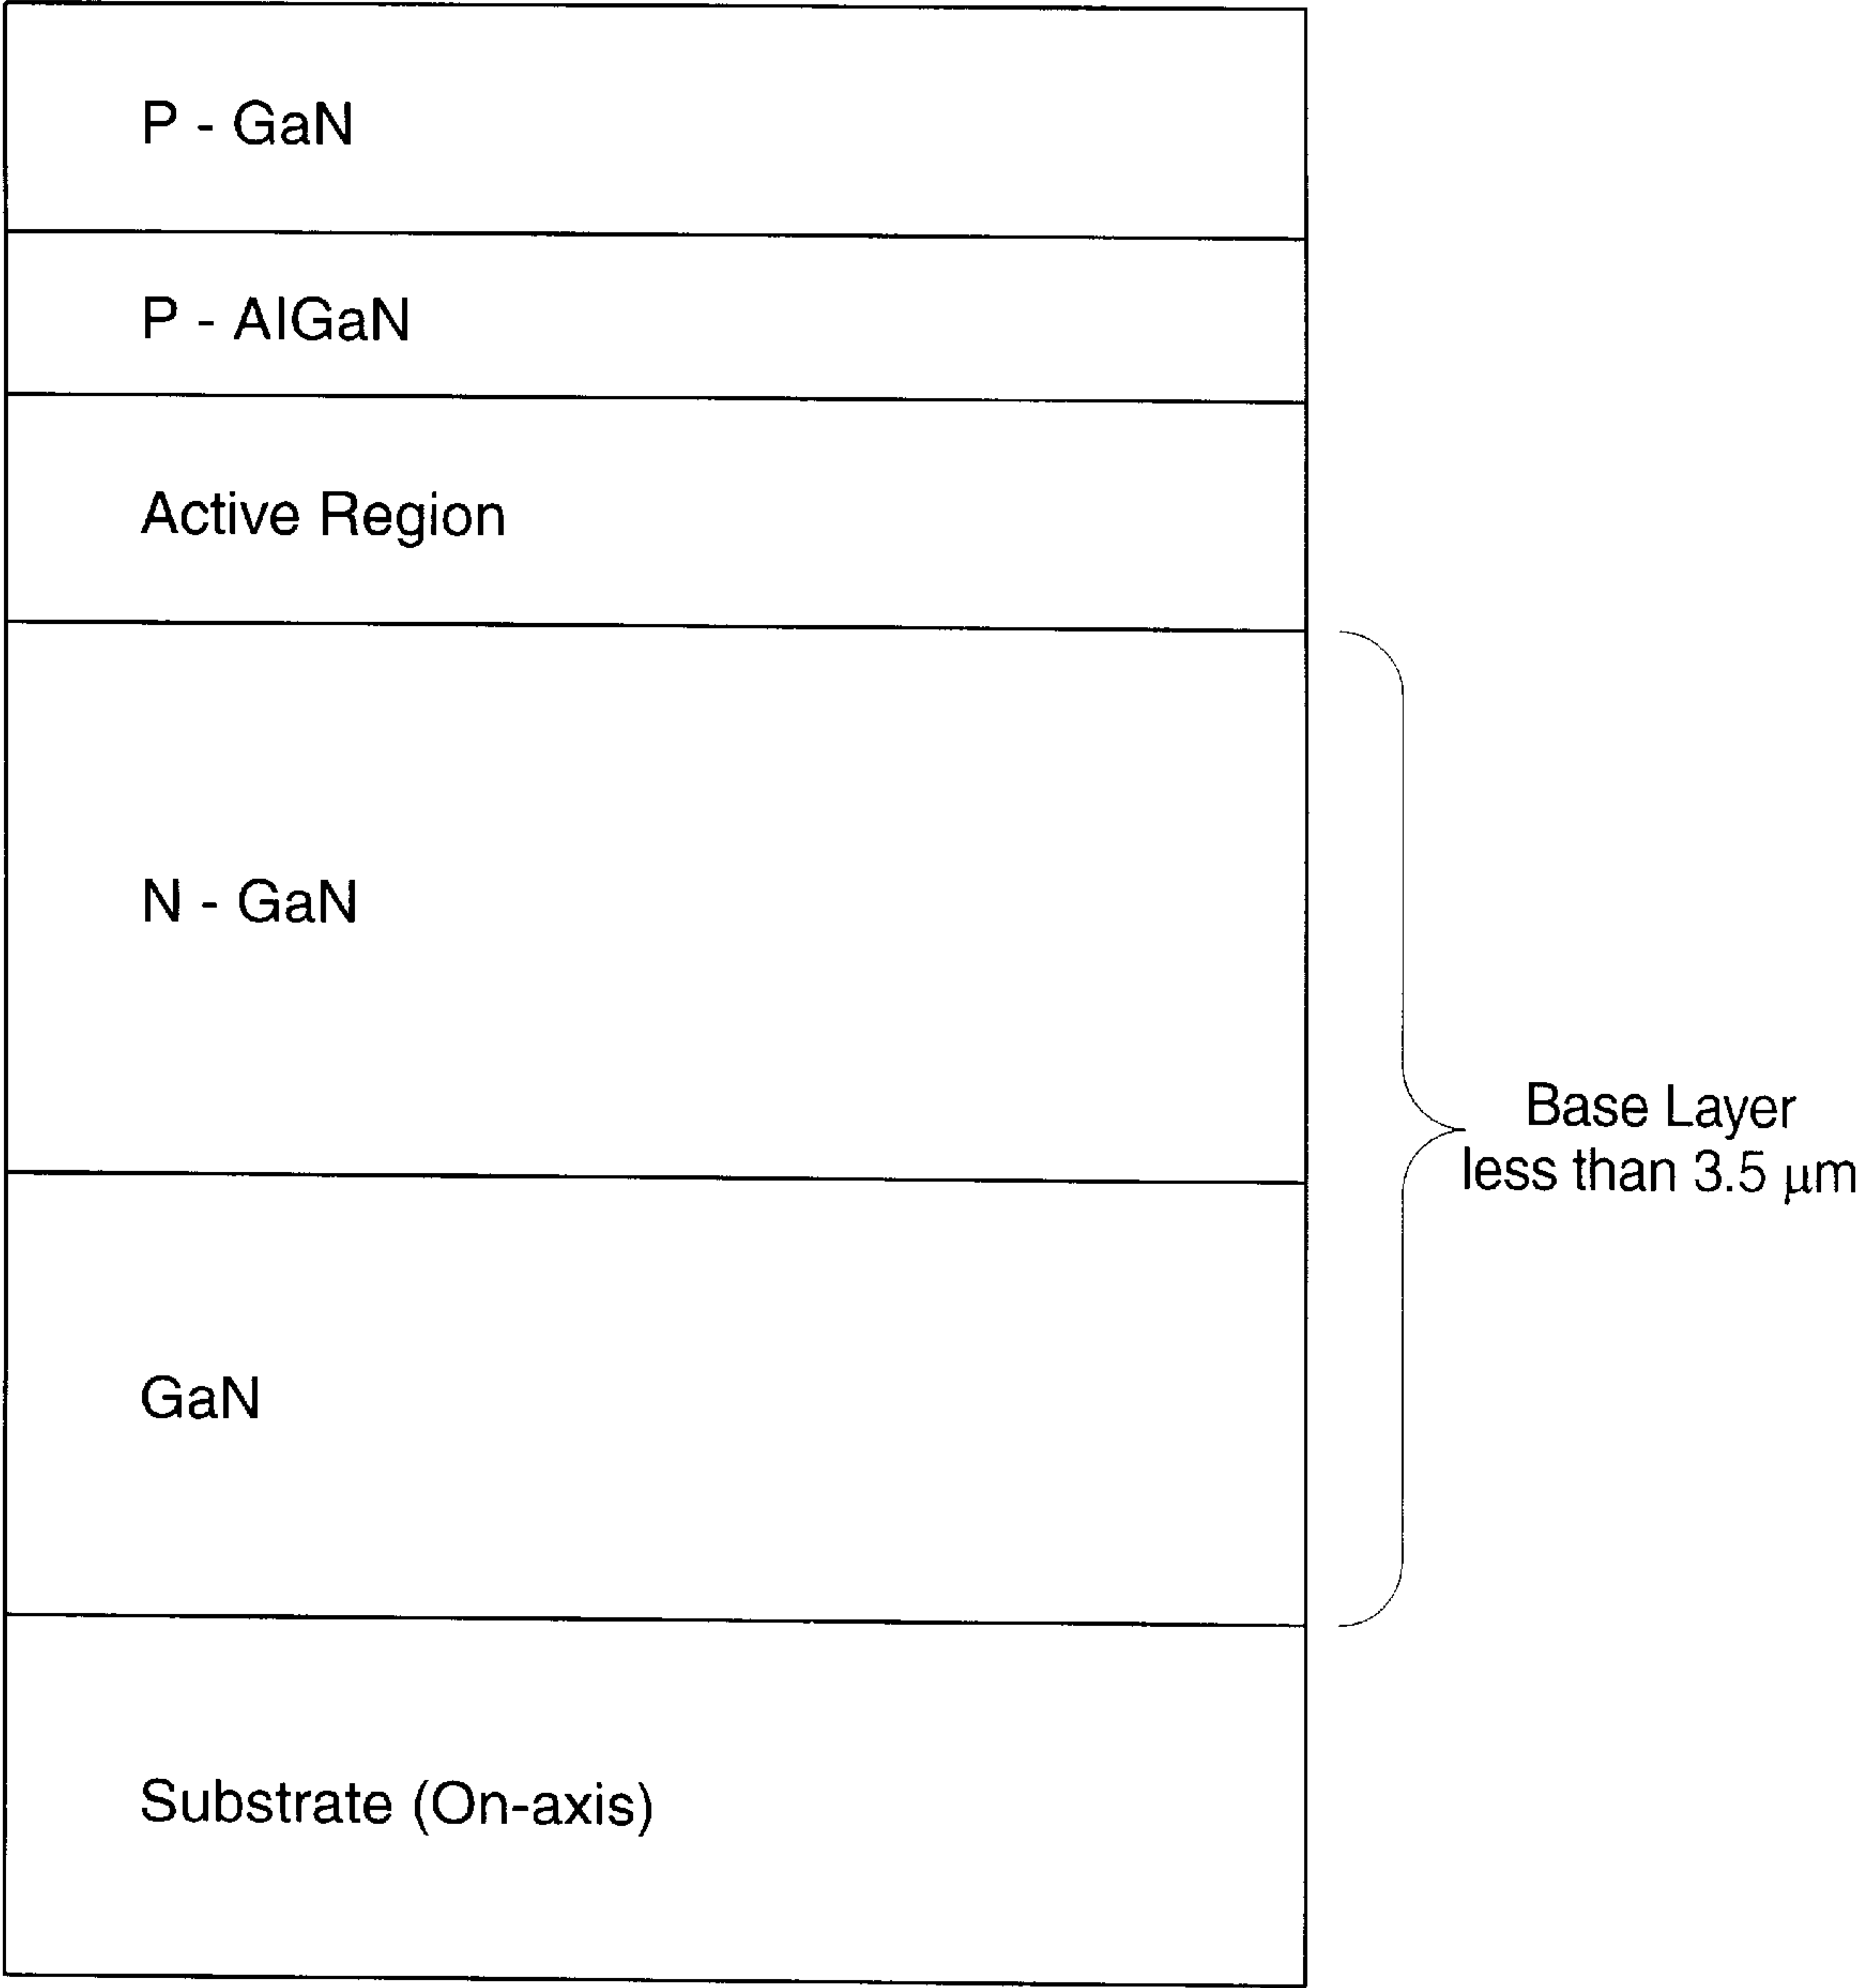 P - GaN
P - AlGaN
Active Region
N - GaN
Base Layer
less than 3.5 μm
GaN
Substrate (On-axis)